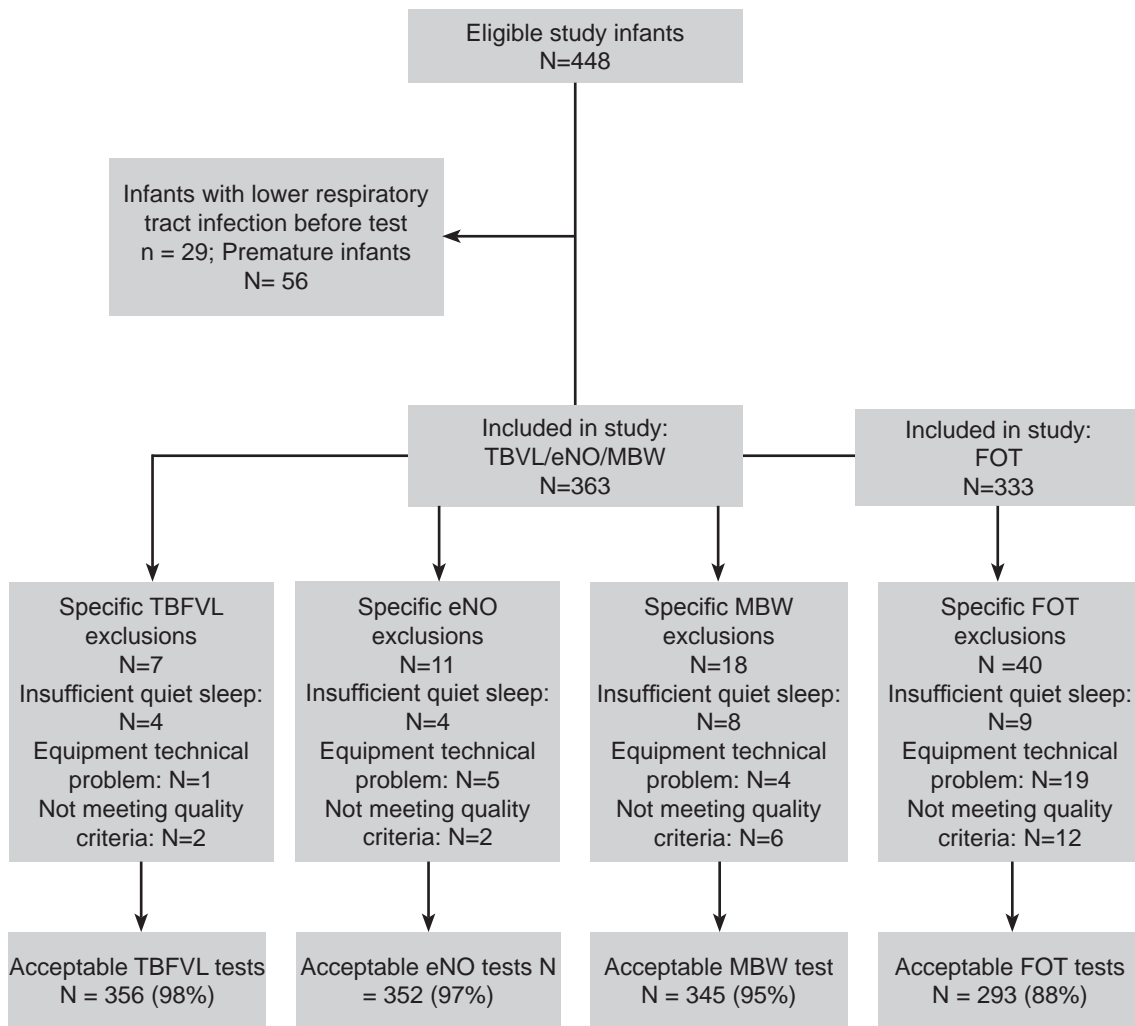 Eligible study infants
N=448
Infants with lower respiratory
tract infection before test
n = 29; Premature infants
N= 56
Included in study:
TBVL/eNO/MBW
N=363
Included in study:
FOT
N=333
Specific TBFVL
exclusions
N=7
Insufficient quiet sleep:
N=4
Equipment technical
problem: N=1
Not meeting quality
criteria: N=2
Specific eNO
exclusions
N=11
Insufficient quiet sleep:
N=4
Equipment technical
problem: N=5
Not meeting quality
criteria: N=2
Specific MBW
exclusions
N=18
Insufficient quiet sleep:
N=8
Equipment technical
problem: N=4
Not meeting quality
criteria: N=6
Specific FOT
exclusions
N =40
Insufficient quiet sleep:
N=9
Equipment technical
problem: N=19
Not meeting quality
criteria: N=12
Acceptable TBFVL tests
N = 356 (98%)
Acceptable eNO tests N
= 352 (97%)
Acceptable MBW test
N = 345 (95%)
Acceptable FOT tests
N = 293 (88%)